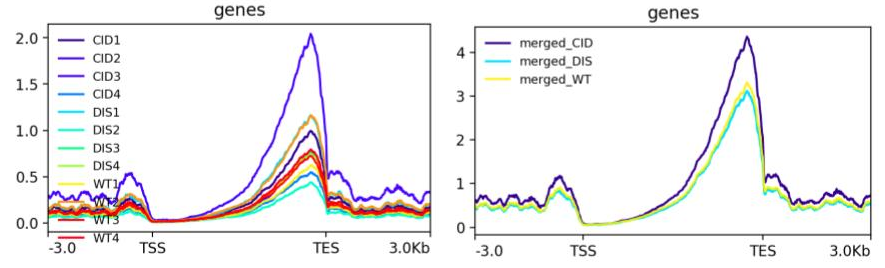 genes
2.0
1.5
1.0
0.5
0.0
CID1
CID2
CID3
CID4
DIS1
DIS2
DIS3
DIS4
WT1
WT2
WT3
WT4
-3.0 TSS TES 3.0Kb
genes
4
3
2
1
0
merged_CID
merged_DIS
merged_WT
-3.0 TSS TES 3.0Kb